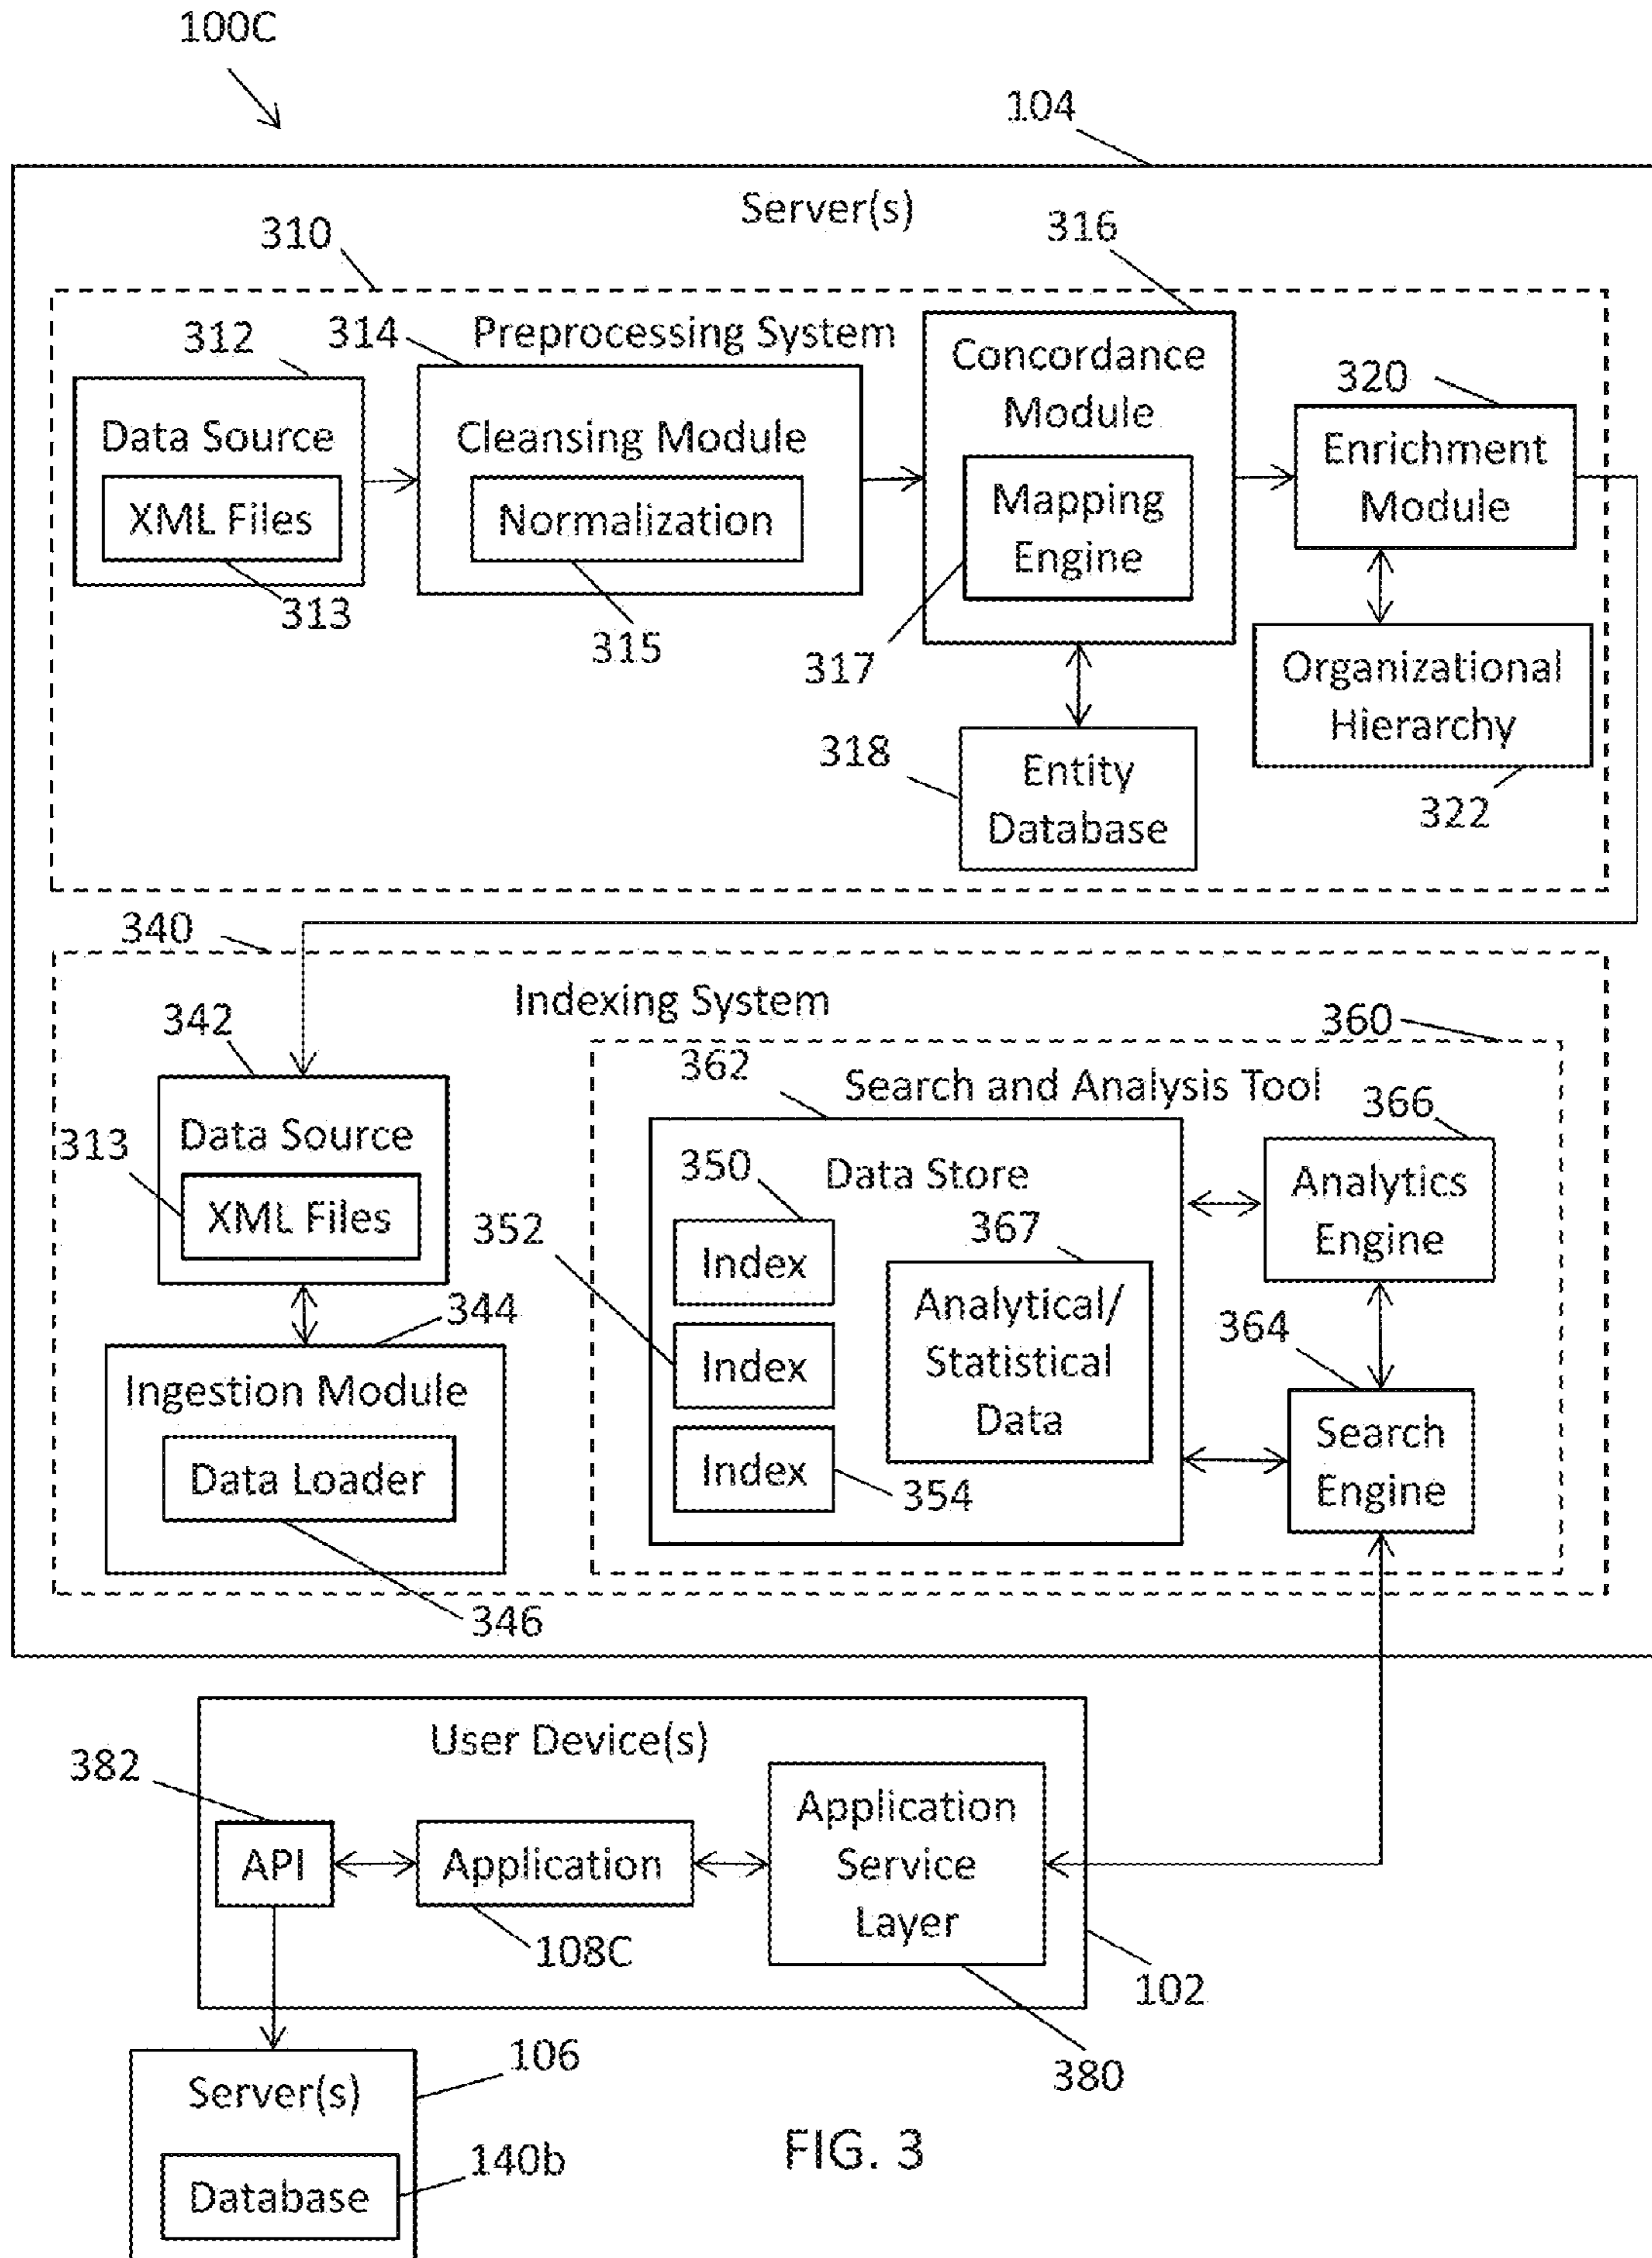 100C
104
Server(s)
310
316
312
314
Preprocessing System
Concordance
Module
320
Data Source
Cleansing Module
Enrichment
Module
XML Files
Normalization
Mapping
Engine
313
315
317
Organizational
Hierarchy
318
Entity
Database
322
340
Indexing System
342
360
362
Search and Analysis Tool
366
313
Data Source
350
Data Store
Analytics
Engine
XML Files
352
367
Index
Analytical/
Statistical
Data
344
364
Ingestion Module
Index
Search
Engine
Data Loader
Index
354
346
User Device(s)
382
Application
Service
Layer
API
Application
108C
102
106
380
Server(s)
FIG. 3
140b
Database